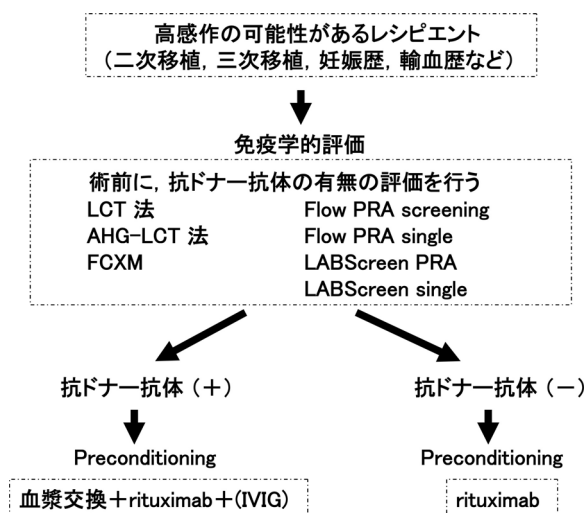 高感作の可能性があるレシピエント
（二次移植，三次移植，妊娠歴，輸血歴など）
免疫学的評価
術前に，抗ドナー抗体の有無の評価を行う
LCT 法
AHG-LCT 法
FCXM
Flow PRA screening
Flow PRA single
LABScreen PRA
LABScreen single
抗ドナー抗体（＋）
抗ドナー抗体（－）
Preconditioning
Preconditioning
血漿交換＋rituximab＋(IVIG)
rituximab